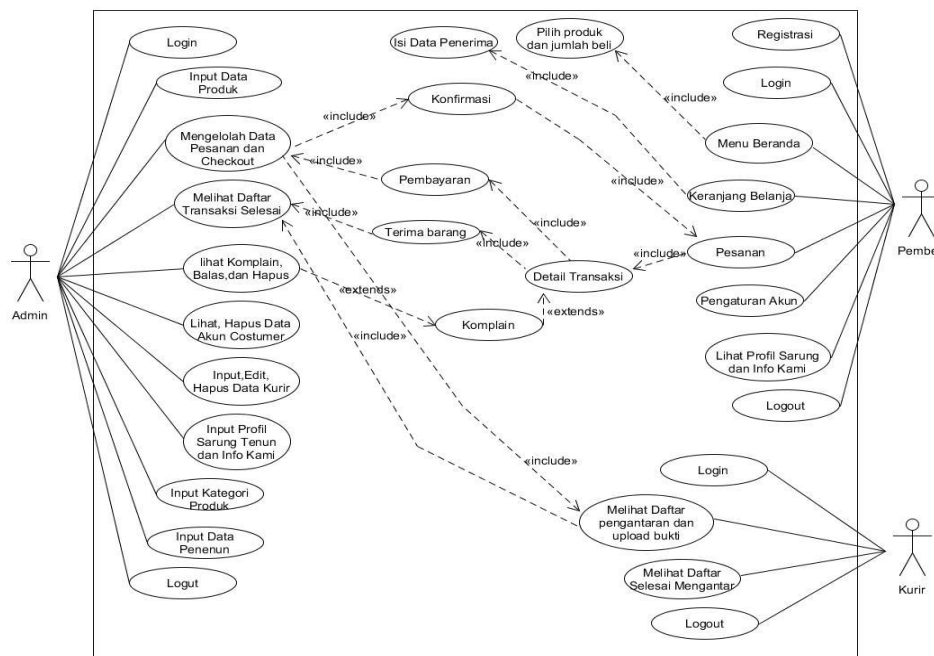 Login
Input Data
Produk
Mengelolah Data
Pesanan dan
Checkout
Melihat Daftar
Transaksi Selesai
lihat Komplain,
Balas,dan Hapus
Lihat, Hapus Data
Akun Costumer
Input,Edit,
Hapus Data Kurir
Input Profil
Sarung Tenun
dan Info Kami
Input Kategori
Produk
Input Data
Penenun
Logut
Admin
Isi Data Penerima
Pilih produk
dan jumlah beli
«include»
«include»
Konfirmasi
«include»
«include»
Pembayaran
«include»
«include»
Terima barang
«include»
«include»
«include»
Detail Transaksi
«include»
«extends»
Komplain
«extends»
«include»
«include»
Registrasi
Login
Menu Beranda
Keranjang Belanja
Pesanan
Pengaturan Akun
Lihat Profil Sarung
dan Info Kami
Logout
Pembe
Login
Melihat Daftar
pengantaran dan
upload bukti
Melihat Daftar
Selesai Mengantar
Logout
Kurir